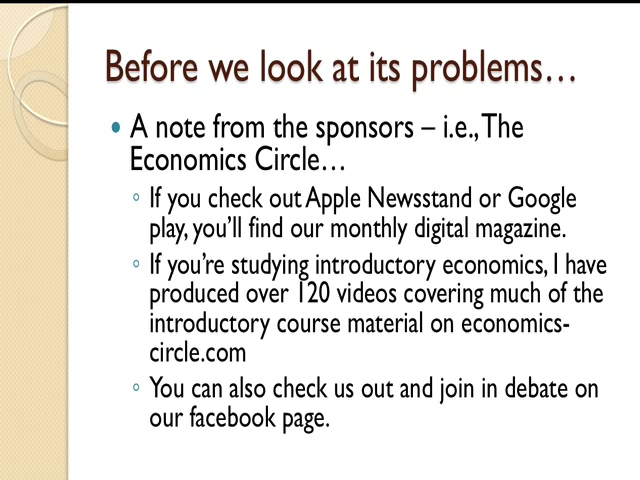 Before we look at its problems…
• A note from the sponsors – i.e., The
Economics Circle…
◦ If you check out Apple Newsstand or Google
play, you’ll find our monthly digital magazine.
◦ If you’re studying introductory economics, I have
produced over 120 videos covering much of the
introductory course material on economics-
circle.com
◦ You can also check us out and join in debate on
our facebook page.